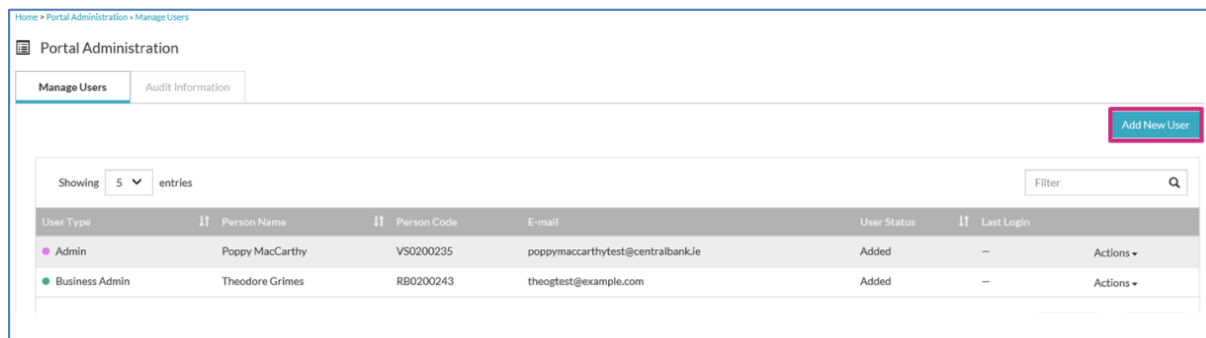 Home > Portal Administration » Manage Users
Portal Administration
Manage Users Audit Information
Add New User
Showing 5 entries Filter
User Type Person Name Person Code E-mail User Status Last Login
Admin Poppy MacCarthy VS0200235 poppymaccarthytest@centralbank.ie Added — Actions
Business Admin Theodore Grimes RB0200243 theogtest@example.com Added — Actions